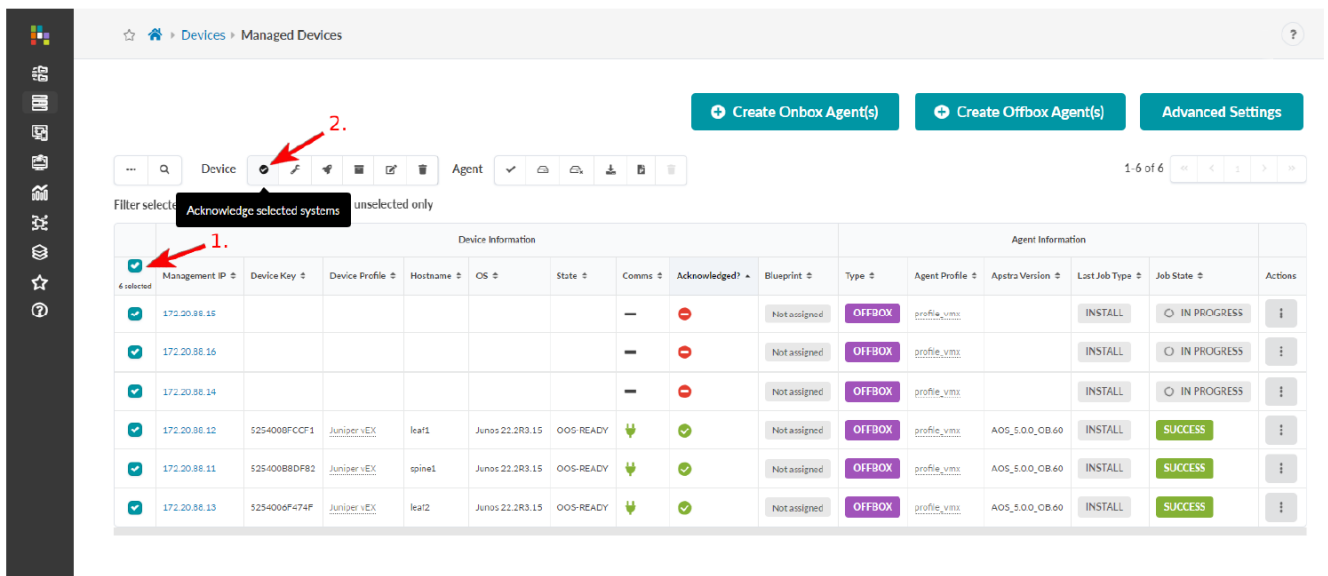 Devices Managed Devices ?
Create Onbox Agent(s) Create Offbox Agent(s) Advanced Settings
2.
Device Agent 1-6 of 6 1
Filter selecte unselected only
Acknowledge selected systems
1.
Device Information Agent Information
6 selected Management IP Device Key Device Profile Hostname OS State Comms Acknowledged? Blueprint Type Agent Profile Apstra Version Last Job Type Job State Actions
172.20.88.15 Not assigned OFFBOX profile_vmx INSTALL IN PROGRESS
172.20.88.16 Not assigned OFFBOX profile_vmx INSTALL IN PROGRESS
172.20.88.14 Not assigned OFFBOX profile_vmx INSTALL IN PROGRESS
172.20.88.12 5254008FCCF1 Juniper vEX leaf1 Junos 22.2R3.15 OOS-READY Not assigned OFFBOX profile_vmx AOS_5.0.0_OB.60 INSTALL SUCCESS
172.20.88.11 525400B8DF82 Juniper vEX spine1 Junos 22.2R3.15 OOS-READY Not assigned OFFBOX profile_vmx AOS_5.0.0_OB.60 INSTALL SUCCESS
172.20.88.13 5254006F474F Juniper vEX leaf2 Junos 22.2R3.15 OOS-READY Not assigned OFFBOX profile_vmx AOS_5.0.0_OB.60 INSTALL SUCCESS